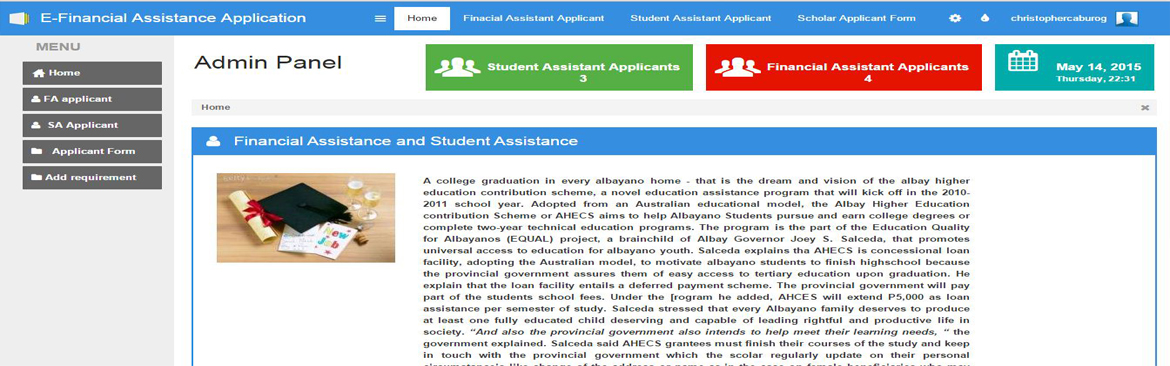 E-Financial Assistance Application
Home
Finacial Assistant Applicant
Student Assistant Applicant
Scholar Applicant Form
christophercaburog
MENU
Home
FA applicant
SA Applicant
Applicant Form
Add requirement
Admin Panel
Student Assistant Applicants
3
Financial Assistant Applicants
4
May 14, 2015
Thursday, 22:31
Home
Financial Assistance and Student Assistance
New
Job
A college graduation in every albayano home - that is the dream and vision of the albay higher
education contribution scheme, a novel education assistance program that will kick off in the 2010-
2011 school year. Adopted from an Australian educational model, the Albay Higher Education
contribution Scheme or AHECS aims to help Albayano Students pursue and earn college degrees or
complete two-year technical education programs. The program is the part of the Education Quality
for Albayanos (EQUAL) project, a brainchild of Albay Governor Joey S. Salceda, that promotes
universal access to education for albayano youth. Salceda explains tha AHECS is concessional loan
facility, adopting the Australian model, to motivate albayano students to finish highschool because
the provincial government assures them of easy access to tertiary education upon graduation. He
explain that the loan facility entails a deferred payment scheme. The provincial government will pay
part of the students school fees. Under the [rogram he added, AHCES will extend P5,000 as loan
assistance per semester of study. Salceda stressed that every Albayano family deserves to produce
at least one fully educated child deserving and capable of leading rightful and productive life in
society. “And also the provincial government also intends to help meet their learning needs, “ the
government explained. Salceda said AHECS grantees must finish their courses of the study and keep
in touch with the provincial government which the scolar regularly update on their personal